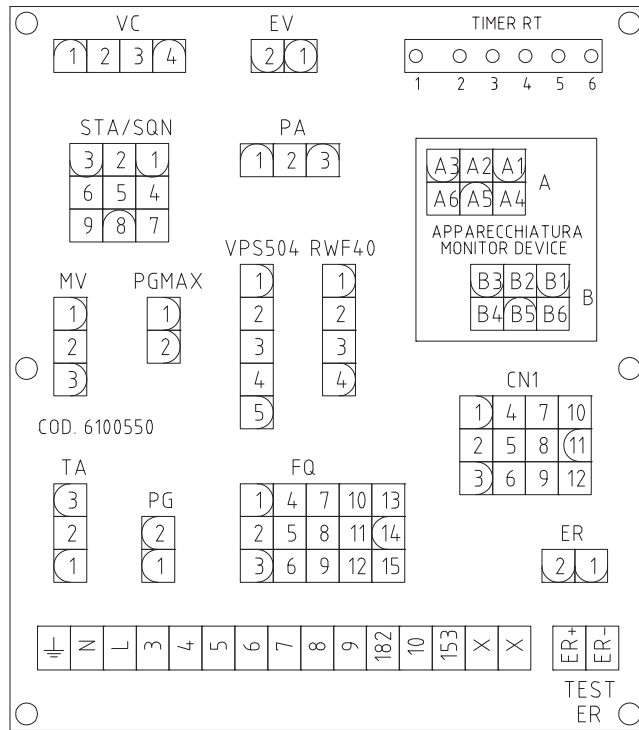 VC
1 2 3 4
EV
2 1
TIMER RT
1 2 3 4 5 6
STA/SQN
3 2 1
6 5 4
9 8 7
PA
1 2 3
A3 A2 A1
A6 A5 A4
A
APPARECCHIATURA
MONITOR DEVICE
B3 B2 B1
B4 B5 B6
B
MV
1
2
3
PGMAX
1
2
VPS504
1
2
3
4
5
RWF40
1
2
3
4
CN1
1 4 7 10
2 5 8 11
3 6 9 12
COD. 6100550
TA
3
2
1
PG
2
1
FQ
1 4 7 10 13
2 5 8 11 14
3 6 9 12 15
ER
2 1
N L 3 4 5 6 7 8 9 182 10 153 X X
ER+ ER-
TEST
ER